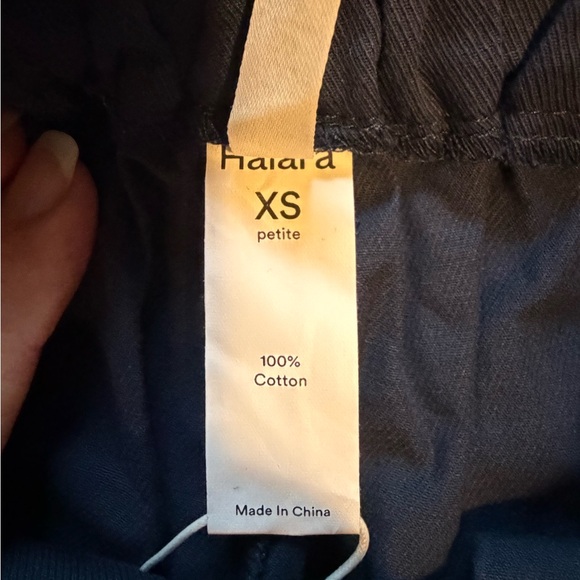 Halara
XS
petite
100%
Cotton
Made In China